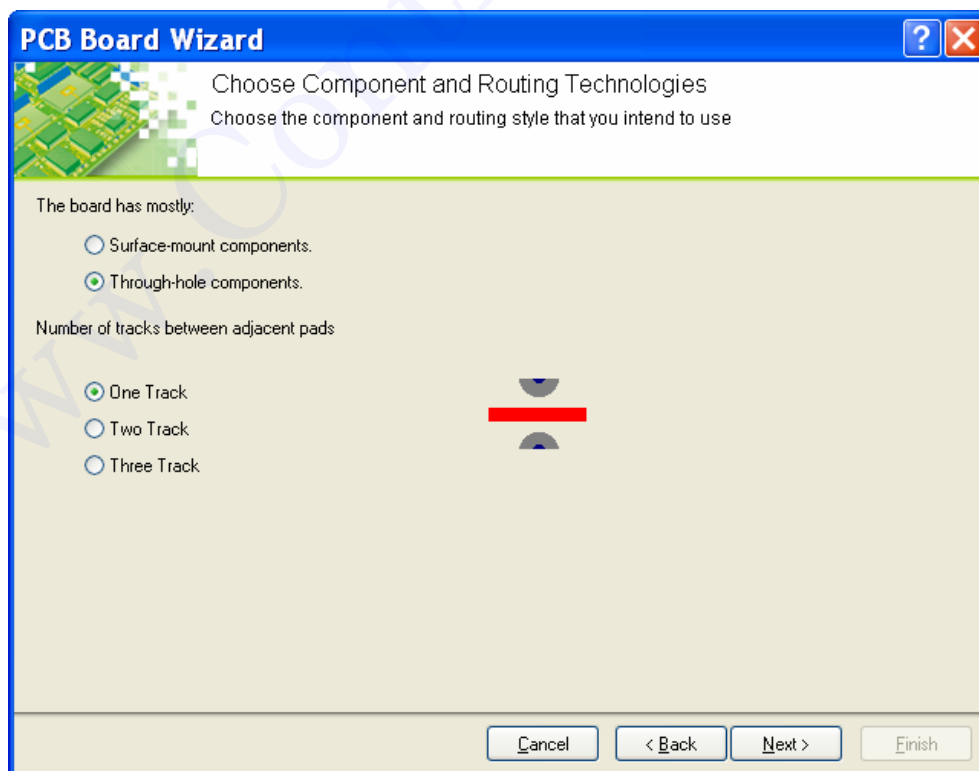 PCB Board Wizard
Choose Component and Routing Technologies
Choose the component and routing style that you intend to use
The board has mostly:
Surface-mount components.
Through-hole components.
Number of tracks between adjacent pads
One Track
Two Track
Three Track
Cancel
< Back
Next >
Finish